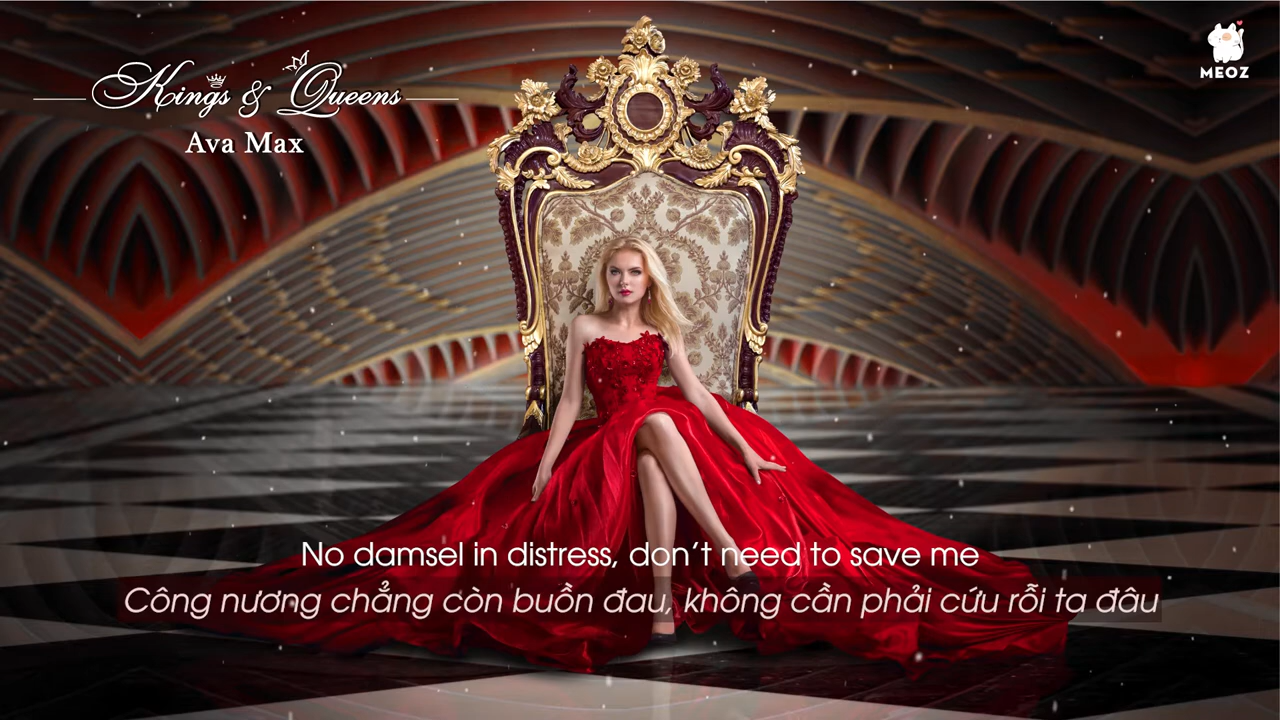 Kings & Queens
Ava Max
MEOZ
No damsel in distress, don't need to save me
Công nương chẳng còn buồn đau, không cần phải cứu rỗi ta đâu